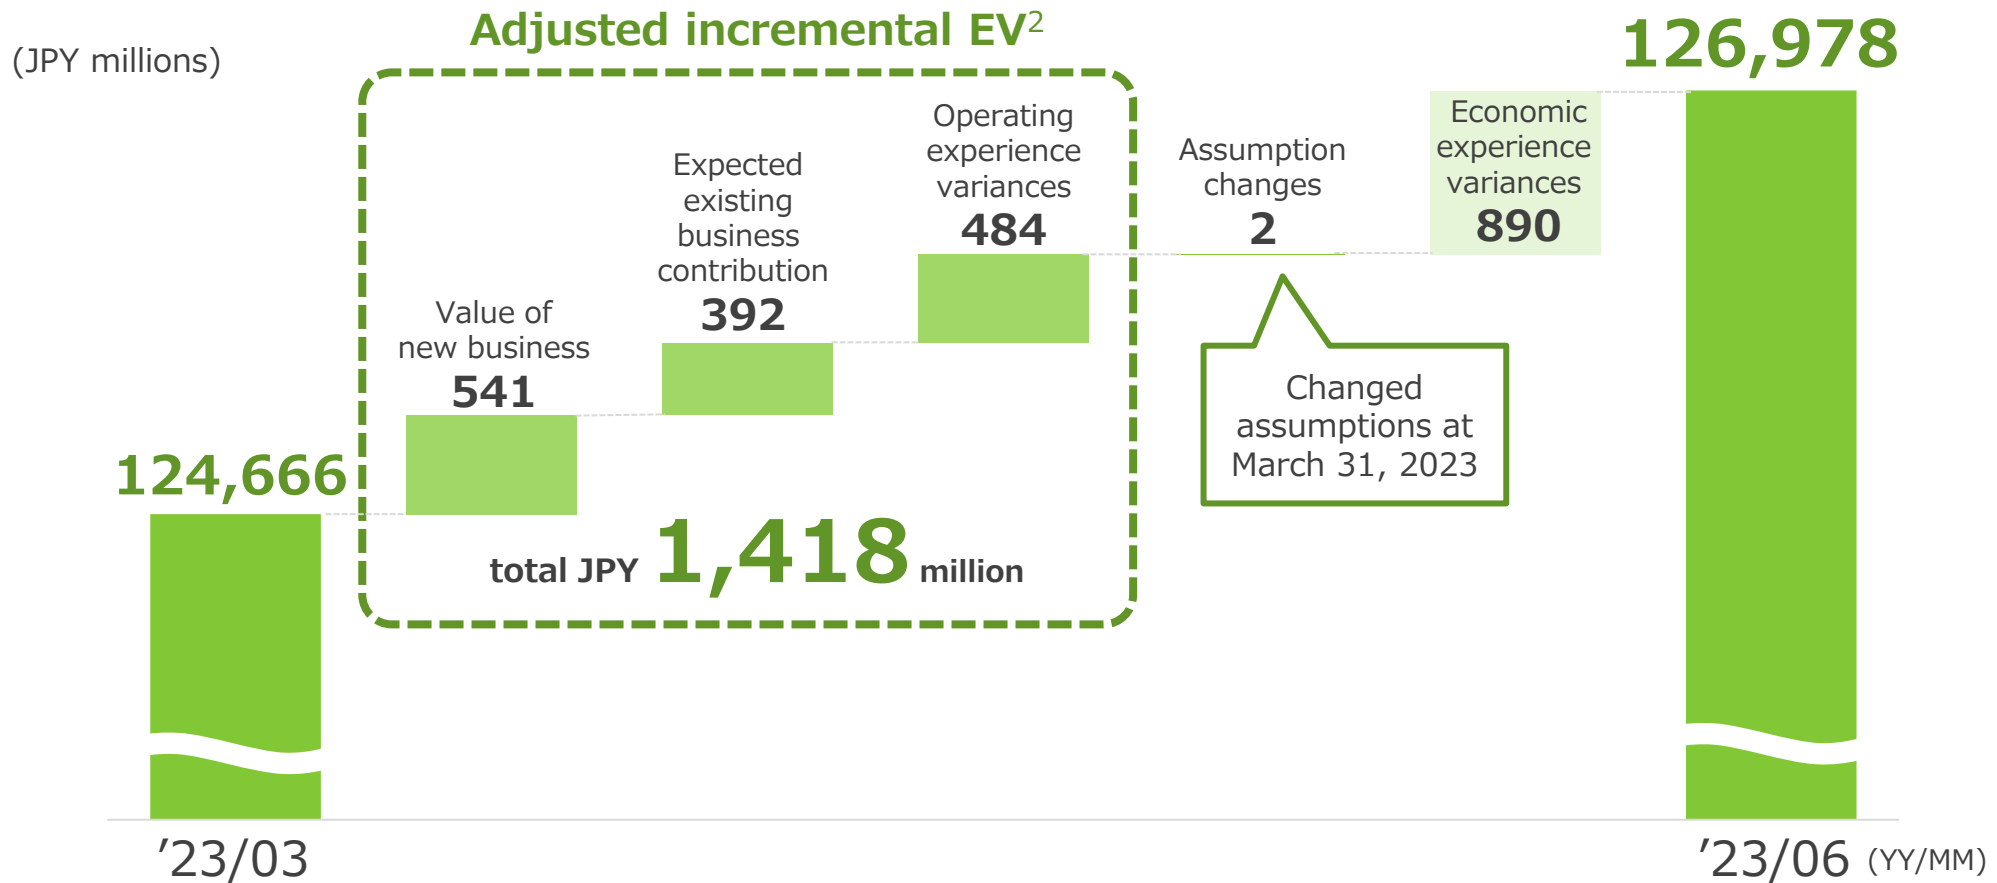 Adjusted incremental EV2
(JPY millions)
124,666
Value of
new business
541
Expected
existing
business
contribution
392
Operating
experience
variances
484
total JPY 1,418 million
Assumption
changes
2
Changed
assumptions at
March 31, 2023
Economic
experience
variances
890
126,978
’23/03
’23/06 (YY/MM)